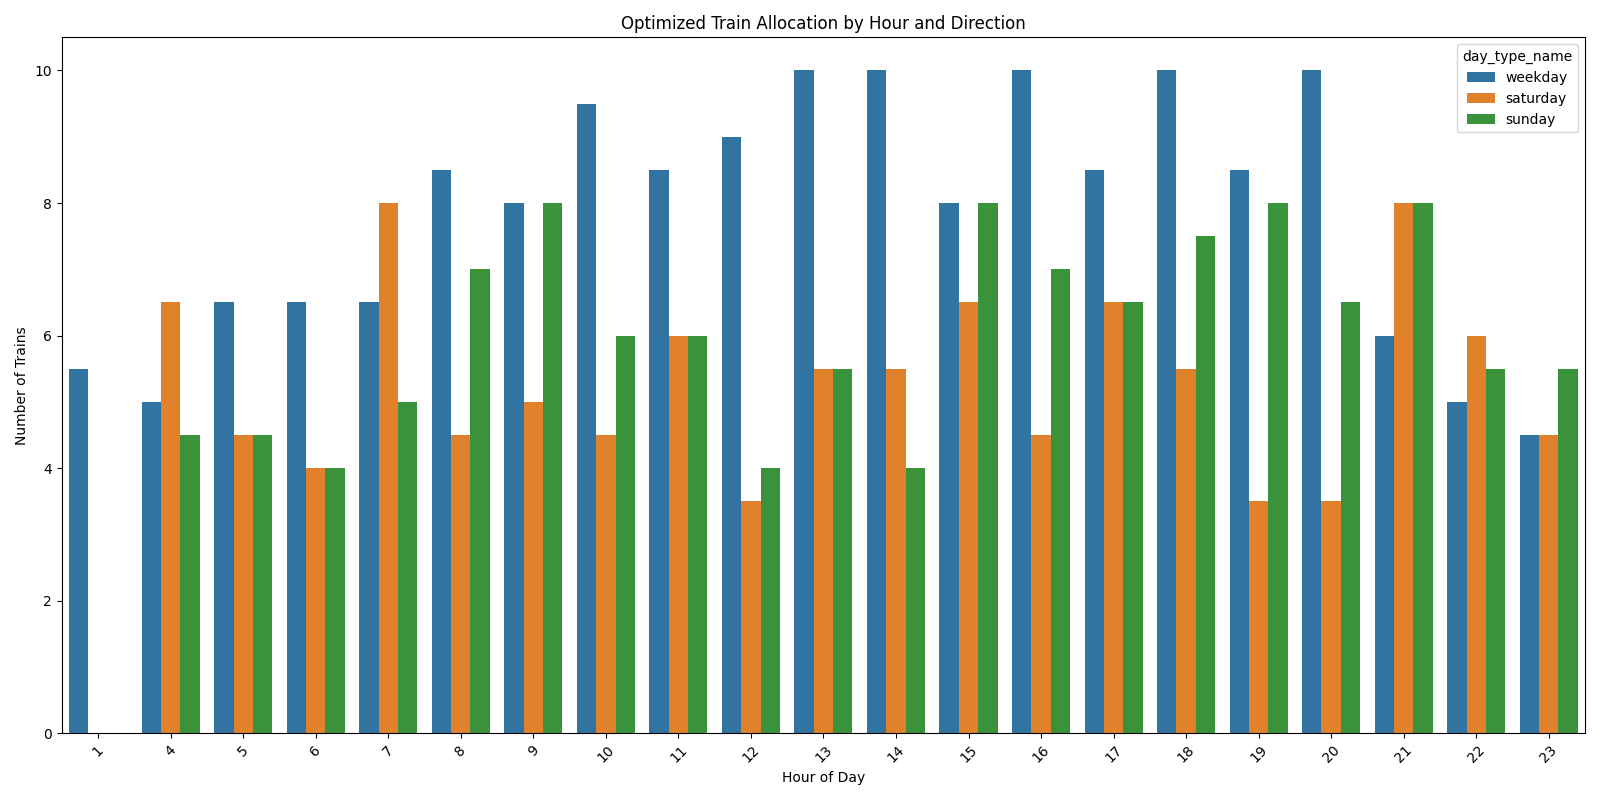 Optimized Train Allocation by Hour and Direction
day_type_name
weekday
saturday
sunday
Number of Trains
10
8
6
4
2
0
1 4 5 6 7 8 9 10 11 12 13 14 15 16 17 18 19 20 21 22 23
Hour of Day